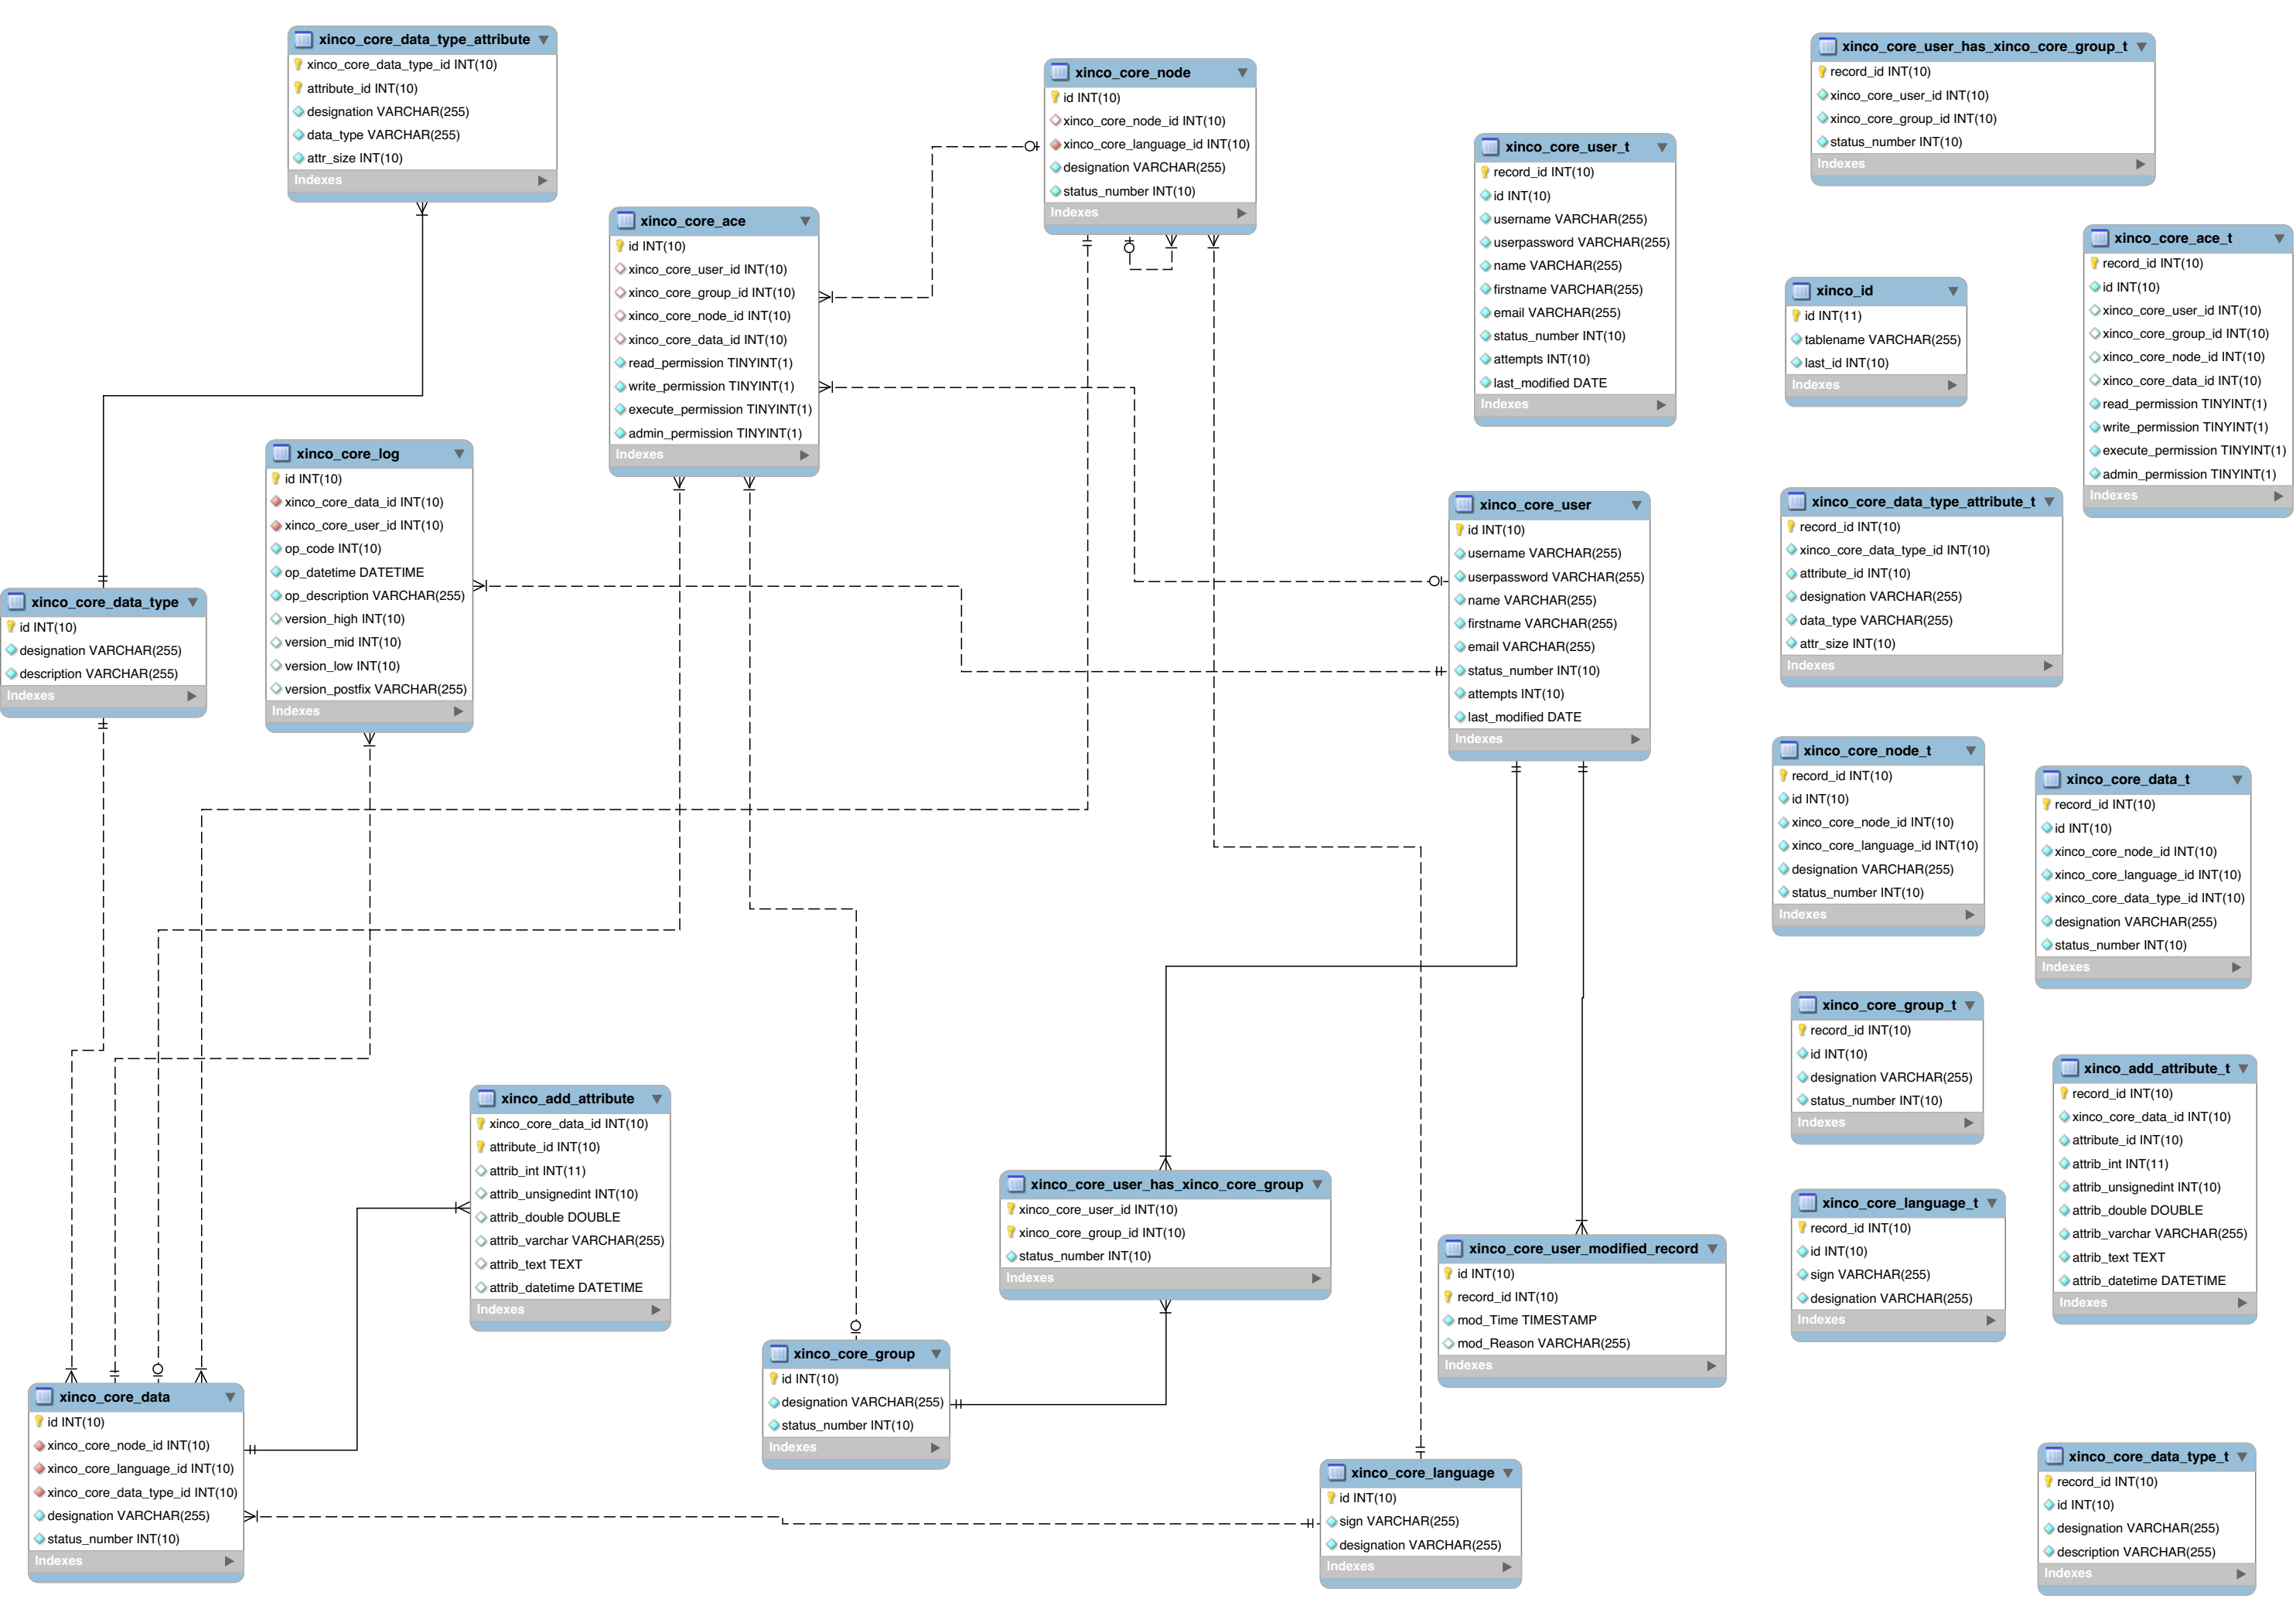 xinco_core_data_type_attribute
xinco_core_data_type_id INT(10)
attribute_id INT(10)
designation VARCHAR(255)
data_type VARCHAR(255)
attr_size INT(10)
Indexes
xinco_core_node
id INT(10)
xinco_core_node_id INT(10)
xinco_core_language_id INT(10)
designation VARCHAR(255)
status_number INT(10)
Indexes
xinco_core_user_has_xinco_core_group_t
record_id INT(10)
xinco_core_user_id INT(10)
xinco_core_group_id INT(10)
status_number INT(10)
Indexes
xinco_core_user_t
record_id INT(10)
id INT(10)
username VARCHAR(255)
userpassword VARCHAR(255)
name VARCHAR(255)
firstname VARCHAR(255)
email VARCHAR(255)
status_number INT(10)
attempts INT(10)
last_modified DATE
Indexes
xinco_core_ace
id INT(10)
xinco_core_user_id INT(10)
xinco_core_group_id INT(10)
xinco_core_node_id INT(10)
xinco_core_data_id INT(10)
read_permission TINYINT(1)
write_permission TINYINT(1)
execute_permission TINYINT(1)
admin_permission TINYINT(1)
Indexes
xinco_core_ace_t
record_id INT(10)
id INT(10)
xinco_core_user_id INT(10)
xinco_core_group_id INT(10)
xinco_core_node_id INT(10)
xinco_core_data_id INT(10)
read_permission TINYINT(1)
write_permission TINYINT(1)
execute_permission TINYINT(1)
admin_permission TINYINT(1)
Indexes
xinco_id
id INT(11)
tablename VARCHAR(255)
last_id INT(10)
Indexes
xinco_core_log
id INT(10)
xinco_core_data_id INT(10)
xinco_core_user_id INT(10)
op_code INT(10)
op_datetime DATETIME
op_description VARCHAR(255)
version_high INT(10)
version_mid INT(10)
version_low INT(10)
version_postfix VARCHAR(255)
Indexes
xinco_core_user
id INT(10)
username VARCHAR(255)
userpassword VARCHAR(255)
name VARCHAR(255)
firstname VARCHAR(255)
email VARCHAR(255)
status_number INT(10)
attempts INT(10)
last_modified DATE
Indexes
xinco_core_data_type_attribute_t
record_id INT(10)
xinco_core_data_type_id INT(10)
attribute_id INT(10)
designation VARCHAR(255)
data_type VARCHAR(255)
attr_size INT(10)
Indexes
xinco_core_data_type
id INT(10)
designation VARCHAR(255)
description VARCHAR(255)
Indexes
xinco_core_node_t
record_id INT(10)
id INT(10)
xinco_core_node_id INT(10)
xinco_core_language_id INT(10)
designation VARCHAR(255)
status_number INT(10)
Indexes
xinco_core_data_t
record_id INT(10)
id INT(10)
xinco_core_node_id INT(10)
xinco_core_language_id INT(10)
xinco_core_data_type_id INT(10)
designation VARCHAR(255)
status_number INT(10)
Indexes
xinco_core_group_t
record_id INT(10)
id INT(10)
designation VARCHAR(255)
status_number INT(10)
Indexes
xinco_add_attribute_t
record_id INT(10)
xinco_core_data_id INT(10)
attribute_id INT(10)
attrib_int INT(11)
attrib_unsignedint INT(10)
attrib_double DOUBLE
attrib_varchar VARCHAR(255)
attrib_text TEXT
attrib_datetime DATETIME
Indexes
xinco_add_attribute
xinco_core_data_id INT(10)
attribute_id INT(10)
attrib_int INT(11)
attrib_unsignedint INT(10)
attrib_double DOUBLE
attrib_varchar VARCHAR(255)
attrib_text TEXT
attrib_datetime DATETIME
Indexes
xinco_core_user_has_xinco_core_group
xinco_core_user_id INT(10)
xinco_core_group_id INT(10)
status_number INT(10)
Indexes
xinco_core_language_t
record_id INT(10)
id INT(10)
sign VARCHAR(255)
designation VARCHAR(255)
Indexes
xinco_core_user_modified_record
id INT(10)
record_id INT(10)
mod_Time TIMESTAMP
mod_Reason VARCHAR(255)
Indexes
xinco_core_group
id INT(10)
designation VARCHAR(255)
status_number INT(10)
Indexes
xinco_core_data
id INT(10)
xinco_core_node_id INT(10)
xinco_core_language_id INT(10)
xinco_core_data_type_id INT(10)
designation VARCHAR(255)
status_number INT(10)
Indexes
xinco_core_language
id INT(10)
sign VARCHAR(255)
designation VARCHAR(255)
Indexes
xinco_core_data_type_t
record_id INT(10)
id INT(10)
designation VARCHAR(255)
description VARCHAR(255)
Indexes